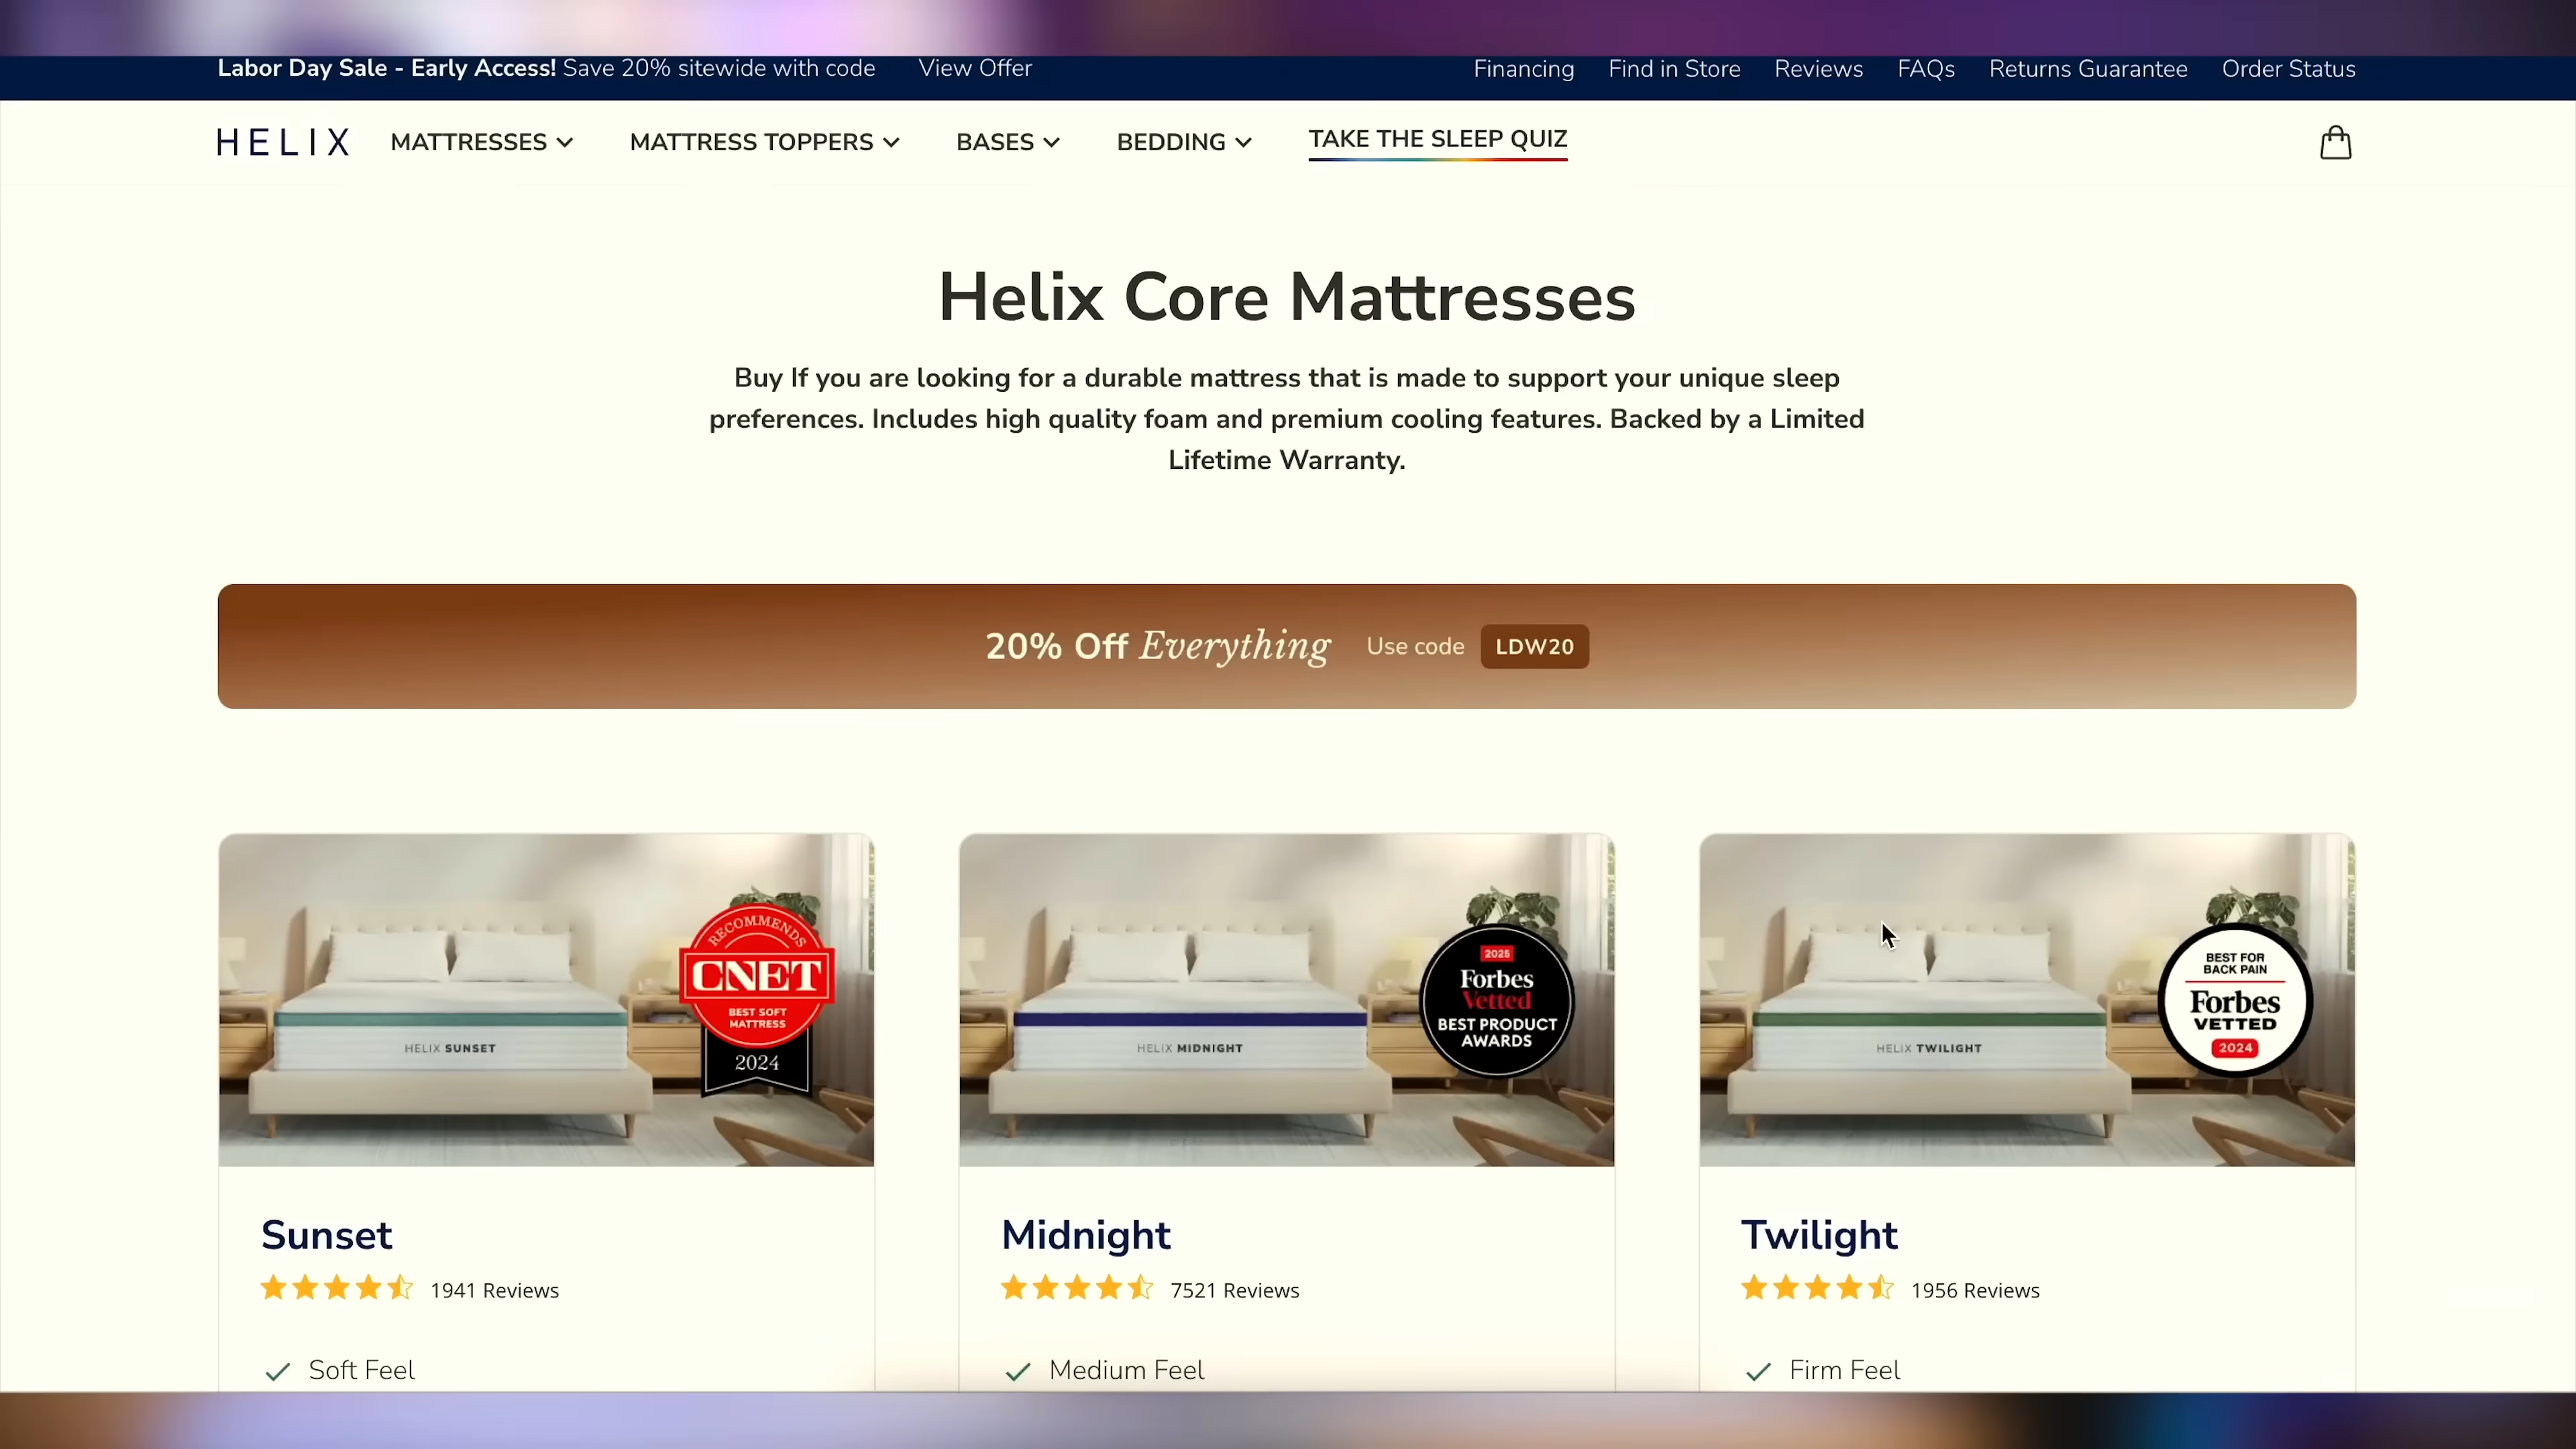 Labor Day Sale - Early Access! Save 20% sitewide with code View Offer Financing Find in Store Reviews FAQs Returns Guarantee Order Status
HELIX MATTRESSES MATTRESS TOPPERS BASES BEDDING TAKE THE SLEEP QUIZ
Helix Core Mattresses
Buy If you are looking for a durable mattress that is made to support your unique sleep
preferences. Includes high quality foam and premium cooling features. Backed by a Limited
Lifetime Warranty.
20% Off Everything Use code LDW20
RECOMMENDS
CNET
BEST SOFT
MATTRESS
2024
HELIX SUNSET
2025
Forbes
Vetted
BEST PRODUCT
AWARDS
HELIX MIDNIGHT
BEST FOR
BACK PAIN
Forbes
VETTED
2024
HELIX TWILIGHT
Sunset
1941 Reviews
Soft Feel
Midnight
7521 Reviews
Medium Feel
Twilight
1956 Reviews
Firm Feel